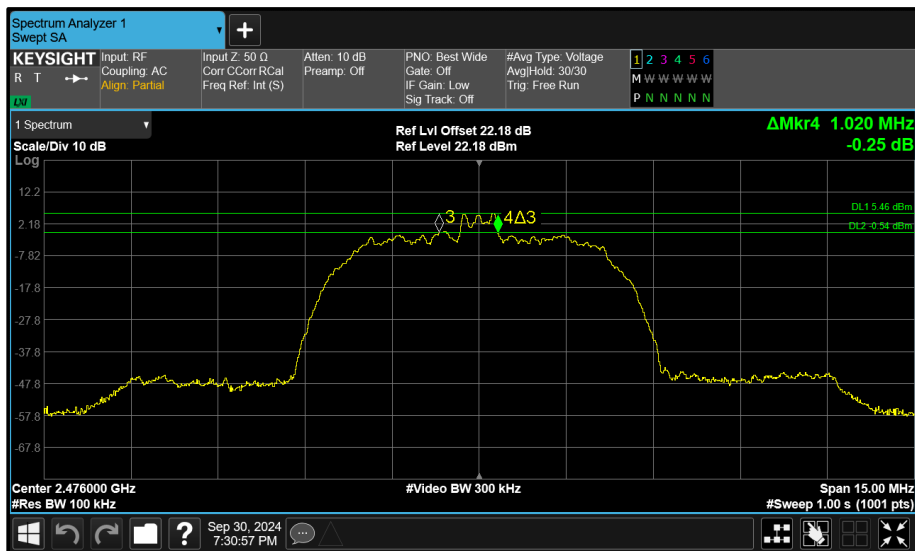 Spectrum Analyzer 1
Swept SA
KEYSIGHT
R T
LXI
Input: RF
Coupling: AC
Align: Partial
Input Z: 50 Ω
Corr CCorr RCal
Freq Ref: Int (S)
Atten: 10 dB
Preamp: Off
PNO: Best Wide
Gate: Off
IF Gain: Low
Sig Track: Off
#Avg Type: Voltage
Avg|Hold: 30/30
Trig: Free Run
1 2 3 4 5 6
M W W W W W
P N N N N N
1 Spectrum
Scale/Div 10 dB
Ref Lvl Offset 22.18 dB
Ref Level 22.18 dBm
ΔMkr4 1.020 MHz
-0.25 dB
Log
12.2
2.18
-7.82
-17.8
-27.8
-37.8
-47.8
-57.8
-67.8
3
4Δ3
DL1 5.46 dBm
DL2 -0.54 dBm
Center 2.476000 GHz
#Video BW 300 kHz
Span 15.00 MHz
#Res BW 100 kHz
#Sweep 1.00 s (1001 pts)
?
Sep 30, 2024
7:30:57 PM